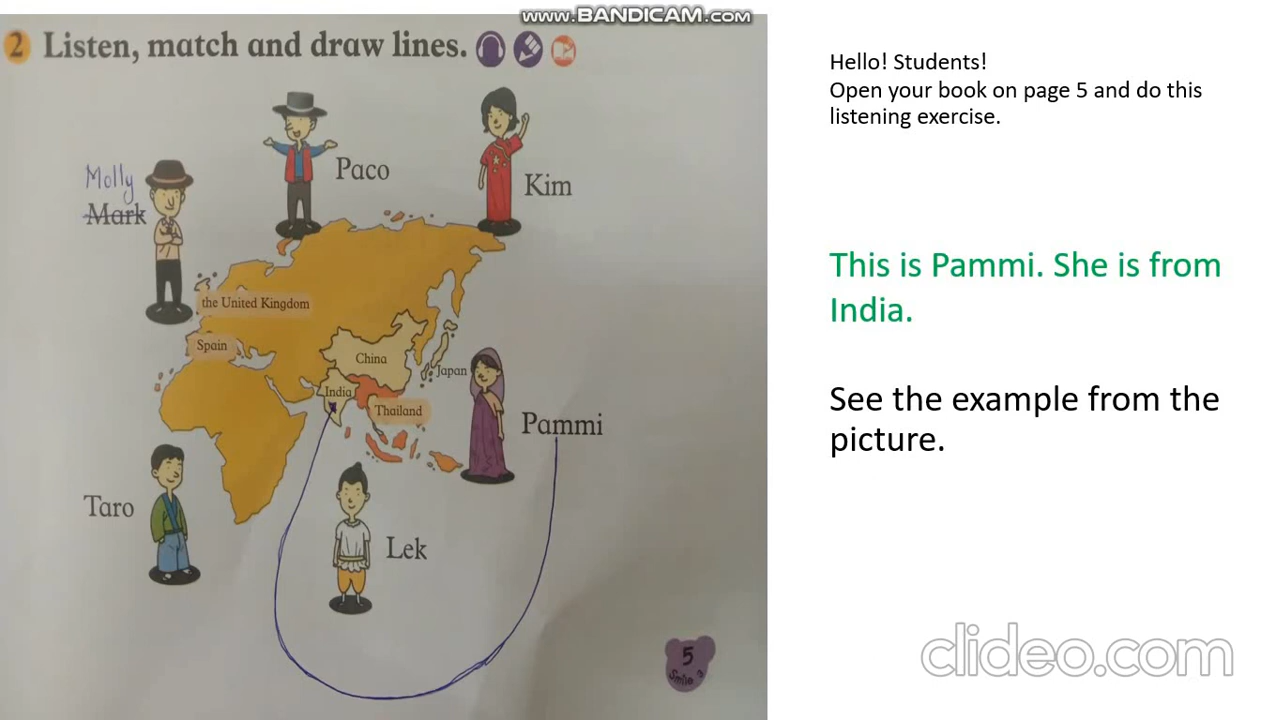 www.BANDICAM.com
2 Listen, match and draw lines.
Paco
Kim
Molly
Mark
the United Kingdom
Spain
China
Japan
India
Thailand
Pammi
Taro
Lek
5
Smile 3
Hello! Students!
Open your book on page 5 and do this
listening exercise.
This is Pammi. She is from
India.
See the example from the
picture.
clideo.com